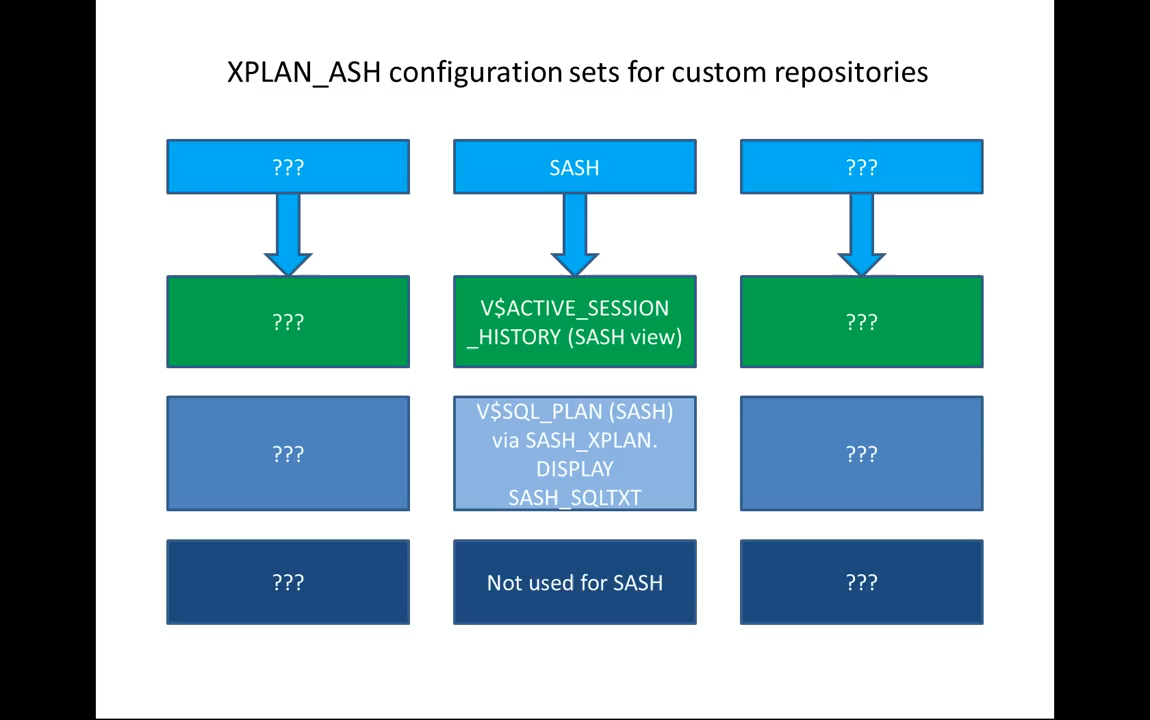 XPLAN_ASH configuration sets for custom repositories
???
SASH
???
???
V$ACTIVE_SESSION
_HISTORY (SASH view)
???
???
V$SQL_PLAN (SASH)
via SASH_XPLAN.
DISPLAY
SASH_SQLTXT
???
???
Not used for SASH
???